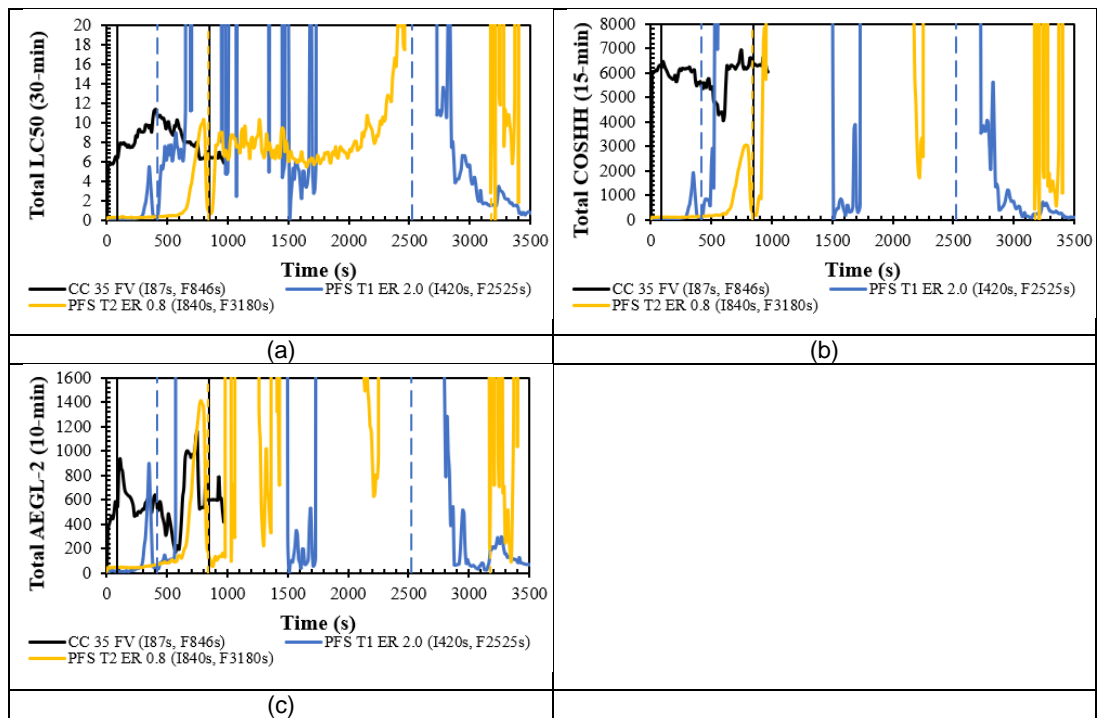 Total LC50 (30-min)
20
18
16
14
12
10
8
6
4
2
0
0 500 1000 1500 2000 2500 3000 3500
Time (s)
CC 35 FV (I87s, F846s)
PFS T1 ER 2.0 (I420s, F2525s)
PFS T2 ER 0.8 (I840s, F3180s)
(a)
Total COSHH (15-min)
8000
7000
6000
5000
4000
3000
2000
1000
0
0 500 1000 1500 2000 2500 3000 3500
Time (s)
CC 35 FV (I87s, F846s)
PFS T1 ER 2.0 (I420s, F2525s)
PFS T2 ER 0.8 (I840s, F3180s)
(b)
Total AEGL-2 (10-min)
1600
1400
1200
1000
800
600
400
200
0
0 500 1000 1500 2000 2500 3000 3500
Time (s)
CC 35 FV (I87s, F846s)
PFS T1 ER 2.0 (I420s, F2525s)
PFS T2 ER 0.8 (I840s, F3180s)
(c)